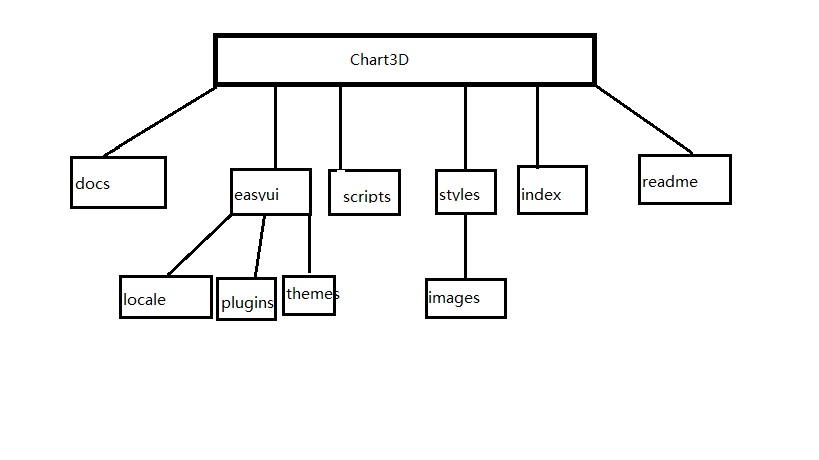 Chart3D
docs
easyui
scripts
styles
index
readme
locale
plugins
themes
images